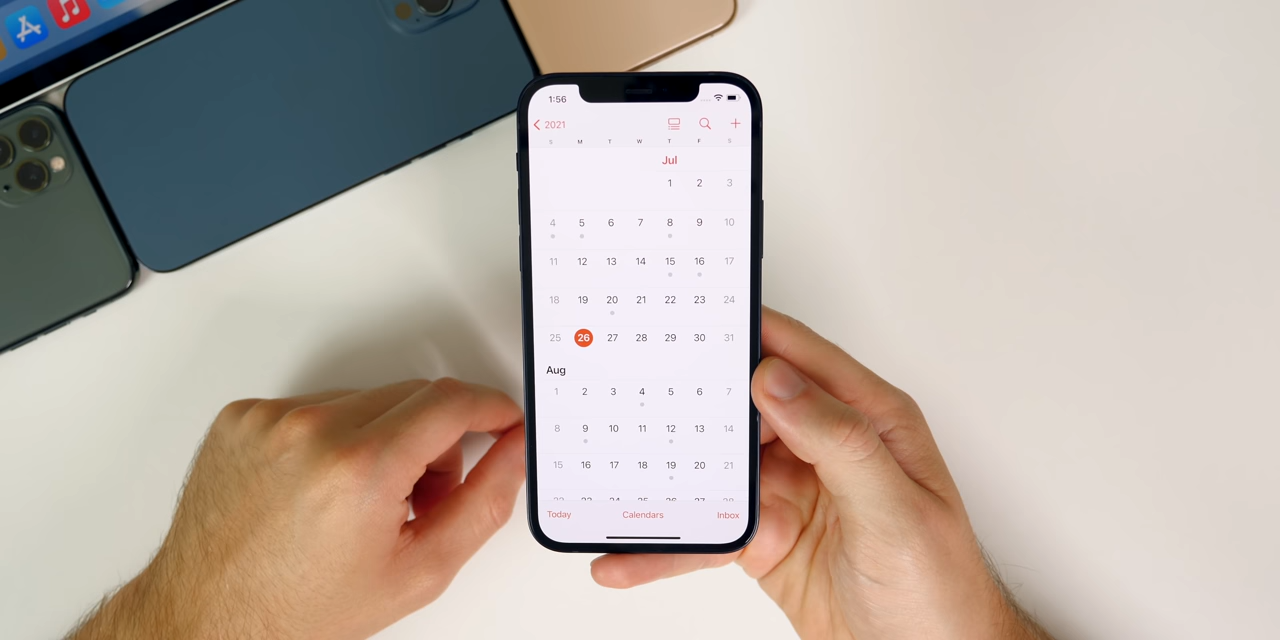 1:56
2021
S M T W T F S
Jul
1 2 3
4 5 6 7 8 9 10
11 12 13 14 15 16 17
18 19 20 21 22 23 24
25 26 27 28 29 30 31
Aug
1 2 3 4 5 6 7
8 9 10 11 12 13 14
15 16 17 18 19 20 21
Today Calendars Inbox